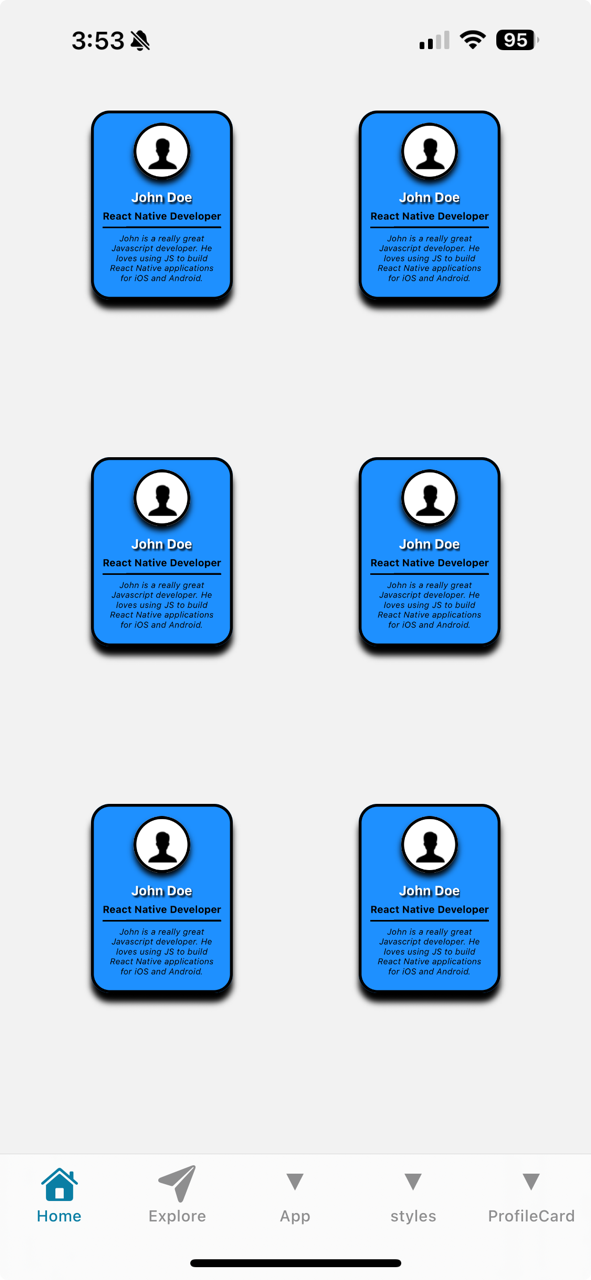 3:53 95
John Doe John Doe
React Native Developer React Native Developer
John is a really great John is a really great
Javascript developer. He Javascript developer. He
loves using JS to build loves using JS to build
React Native applications React Native applications
for iOS and Android. for iOS and Android.
John Doe John Doe
React Native Developer React Native Developer
John is a really great John is a really great
Javascript developer. He Javascript developer. He
loves using JS to build loves using JS to build
React Native applications React Native applications
for iOS and Android. for iOS and Android.
John Doe John Doe
React Native Developer React Native Developer
John is a really great John is a really great
Javascript developer. He Javascript developer. He
loves using JS to build loves using JS to build
React Native applications React Native applications
for iOS and Android. for iOS and Android.
Home Explore App styles ProfileCard